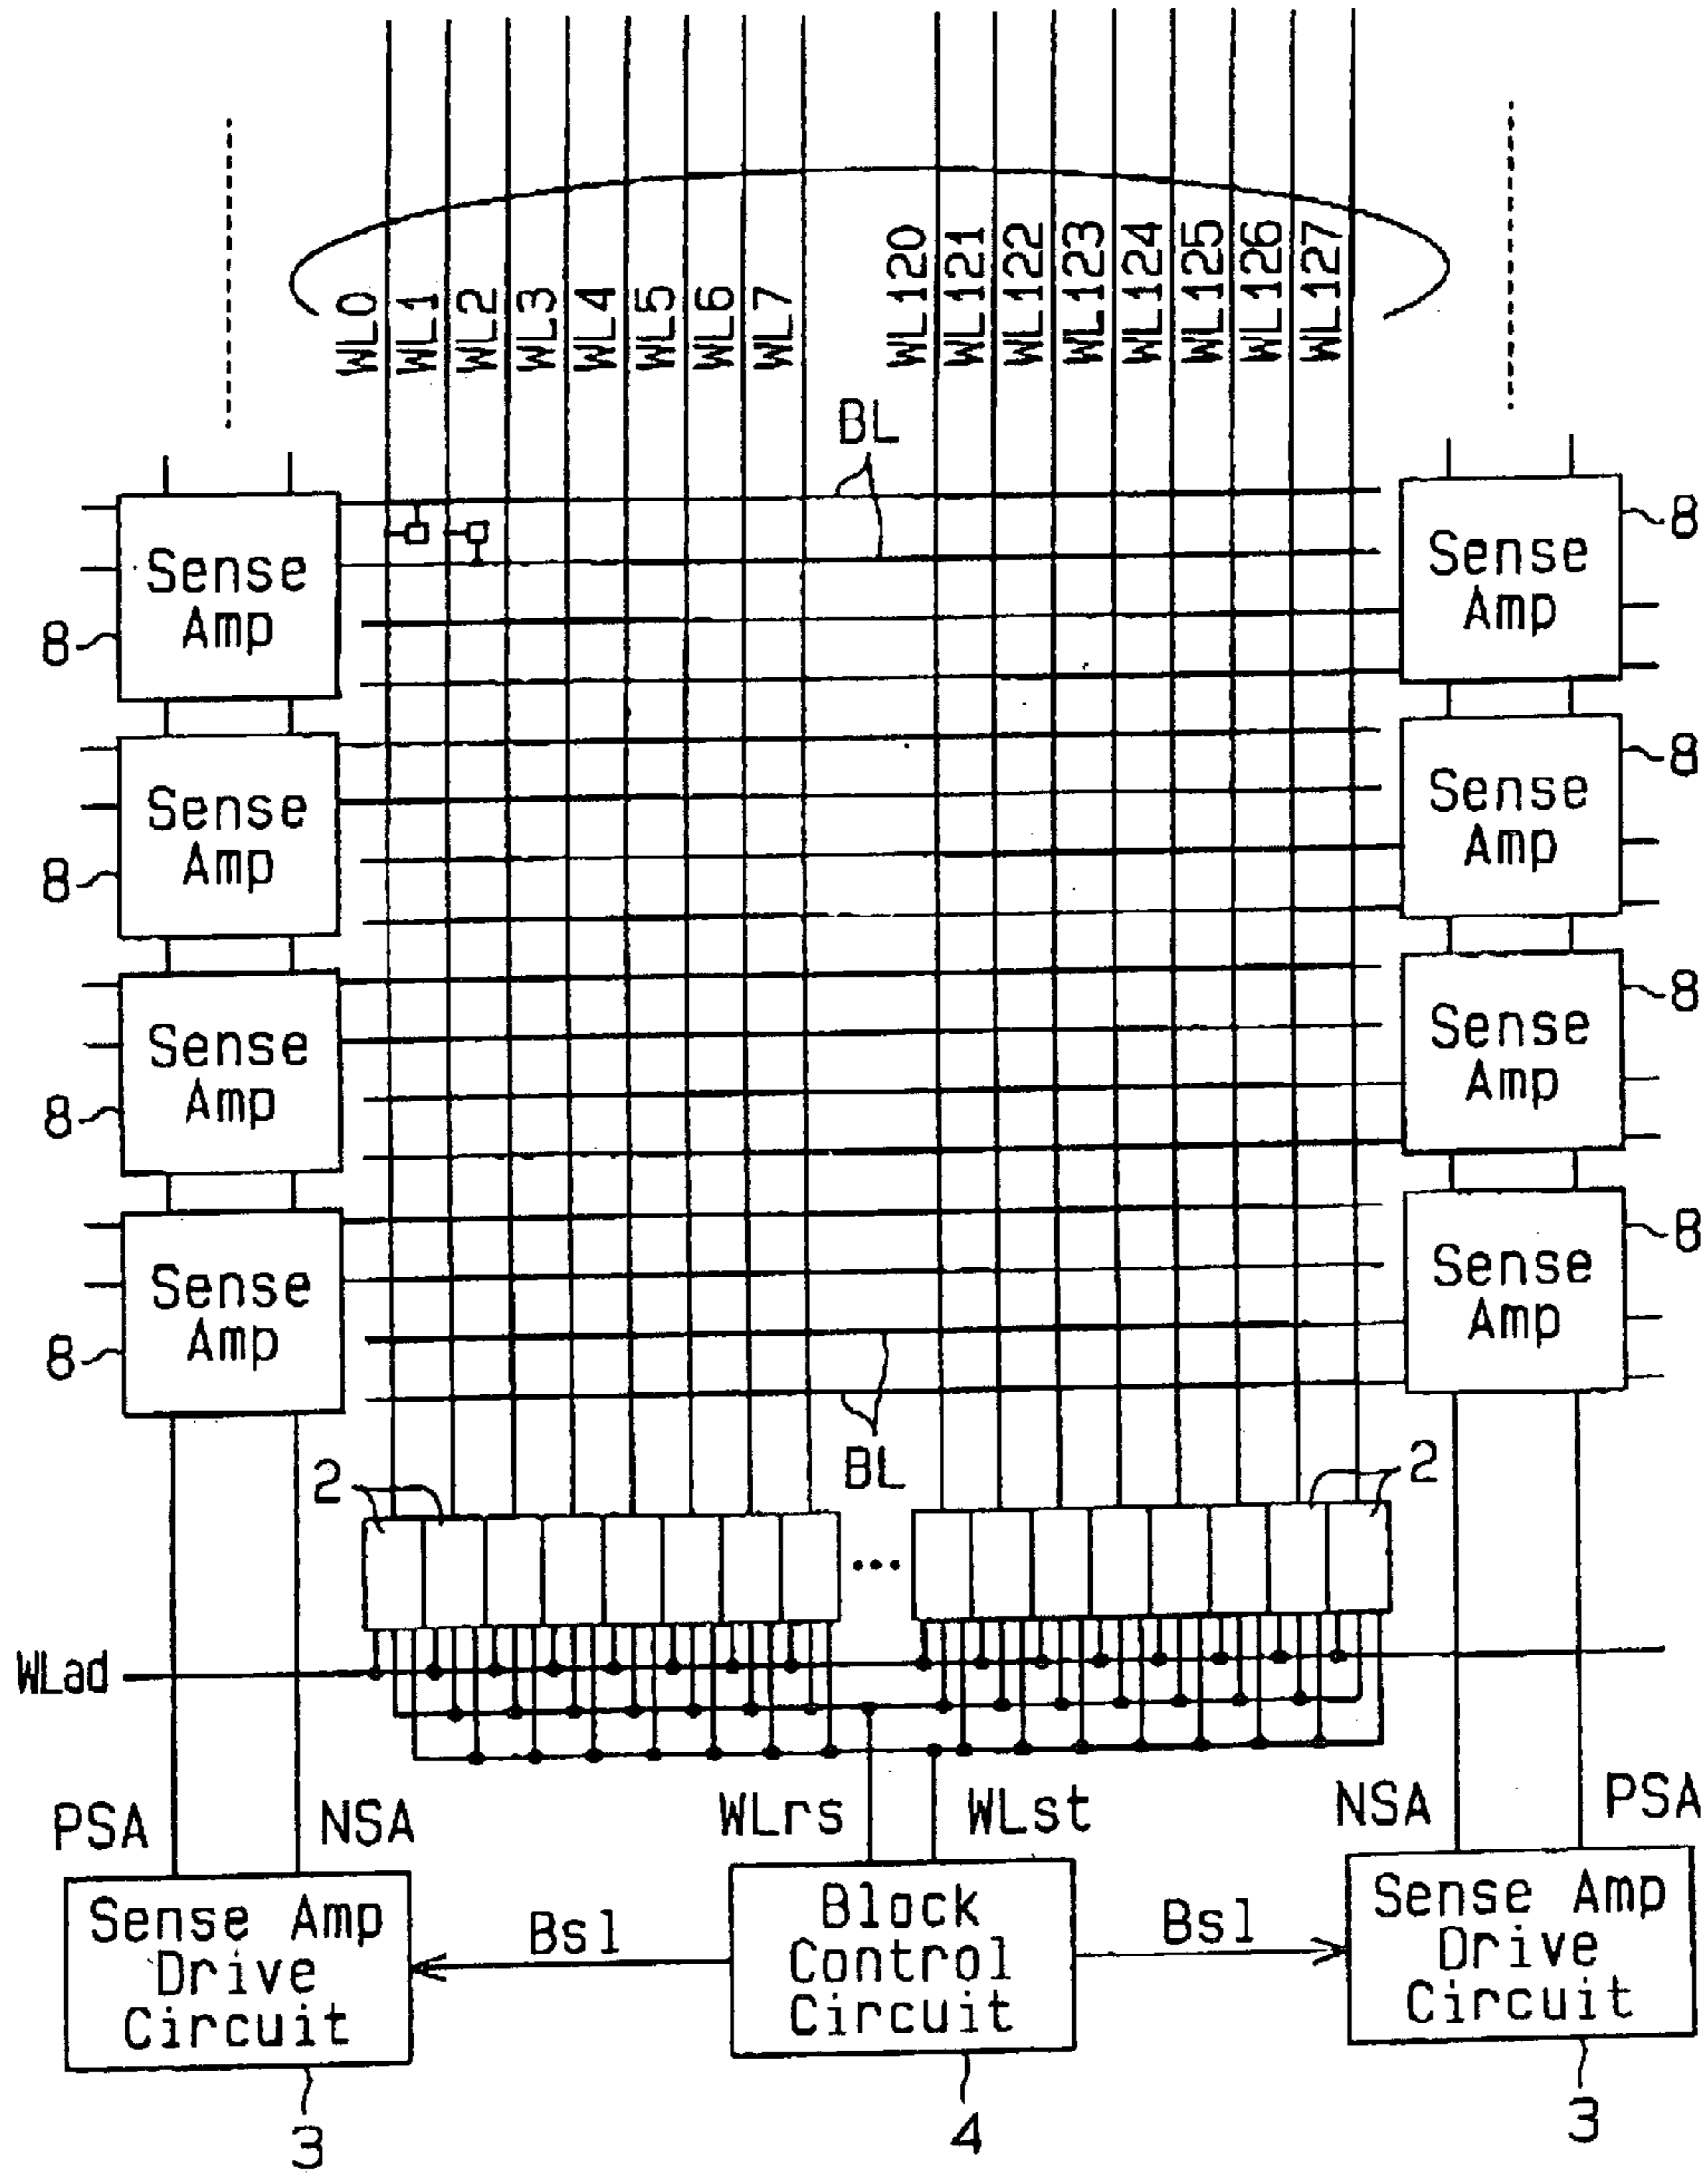 WL0
WL1
WL2
WL3
WL4
WL5
WL6
WL7
WL120
WL121
WL122
WL123
WL124
WL125
WL126
WL127
BL
Sense
Amp
8
Sense
Amp
8
Sense
Amp
8
Sense
Amp
8
Sense
Amp
8
Sense
Amp
8
Sense
Amp
8
Sense
Amp
8
BL
2
2
...
WLad
PSA
NSA
WLrs
WLst
NSA
PSA
Sense Amp
Drive
Circuit
Bsl
Block
Control
Circuit
Bsl
Sense Amp
Drive
Circuit
3
4
3